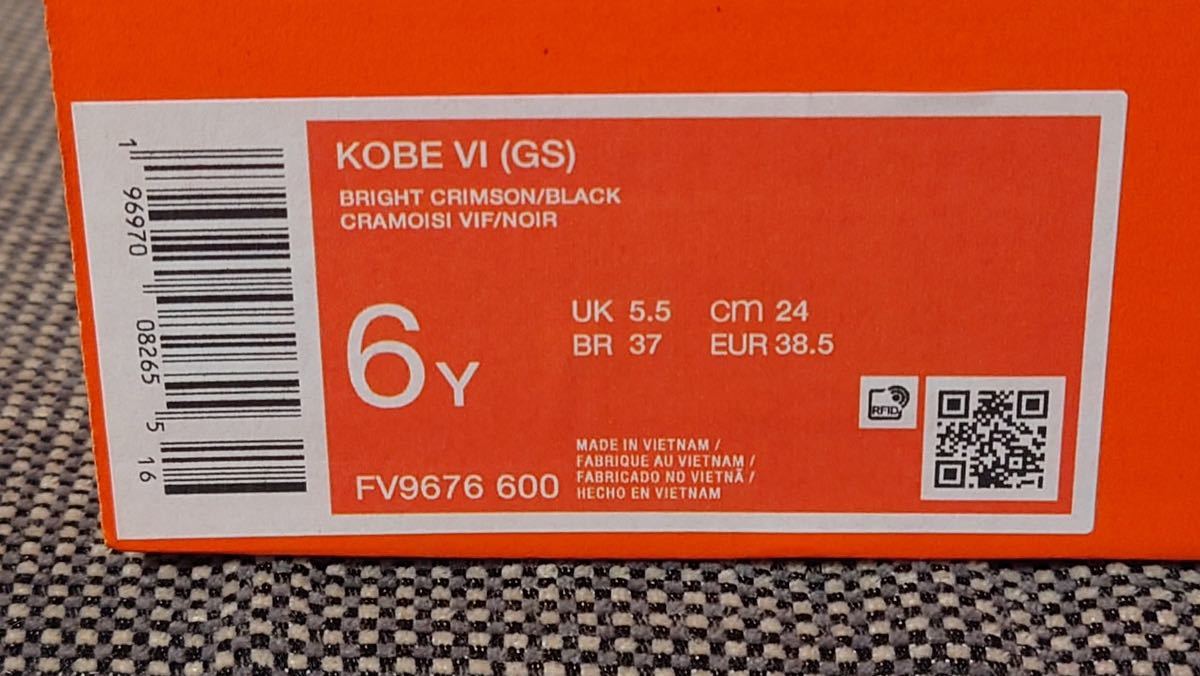 KOBE VI (GS)
BRIGHT CRIMSON/BLACK
CRAMOISI VIF/NOIR
6Y
UK 5.5 cm 24
BR 37 EUR 38.5
RFID
FV9676 600
MADE IN VIETNAM /
FABRIQUE AU VIETNAM /
FABRICADO NO VIETNÃ /
HECHO EN VIETNAM
1 96970 08265 5 16